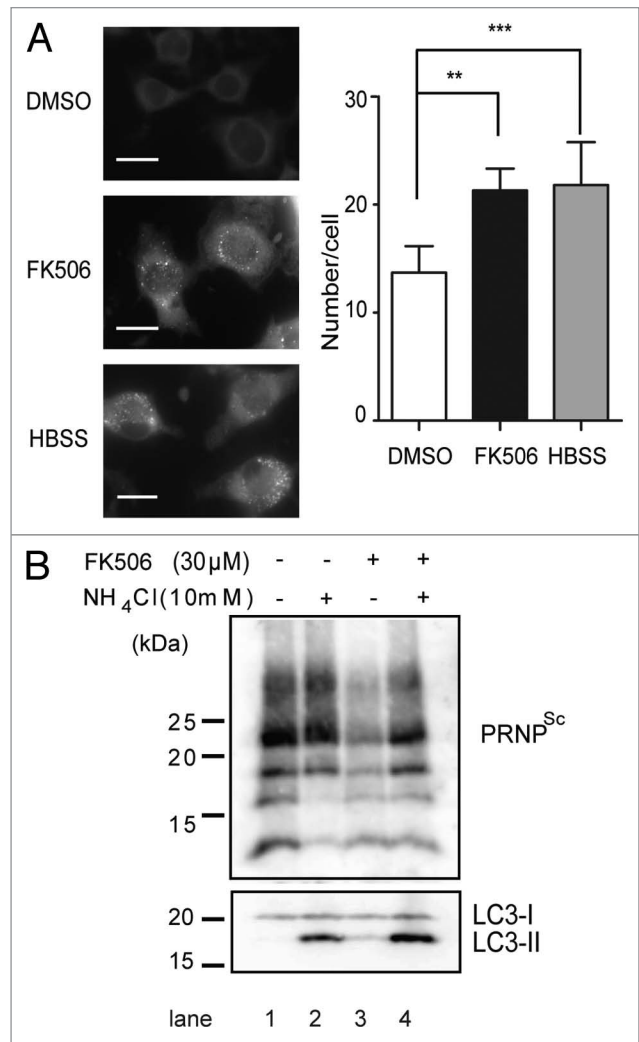 A
DMSO
FK506
HBSS
*** 
**
30
20
10
0
Number/cell
DMSO FK506 HBSS
B
FK506 (30µM) - - + +
NH4Cl(10mM) - + - +
(kDa)
25
20
15
PRNPSc
20
15
LC3-I
LC3-II
lane 1 2 3 4